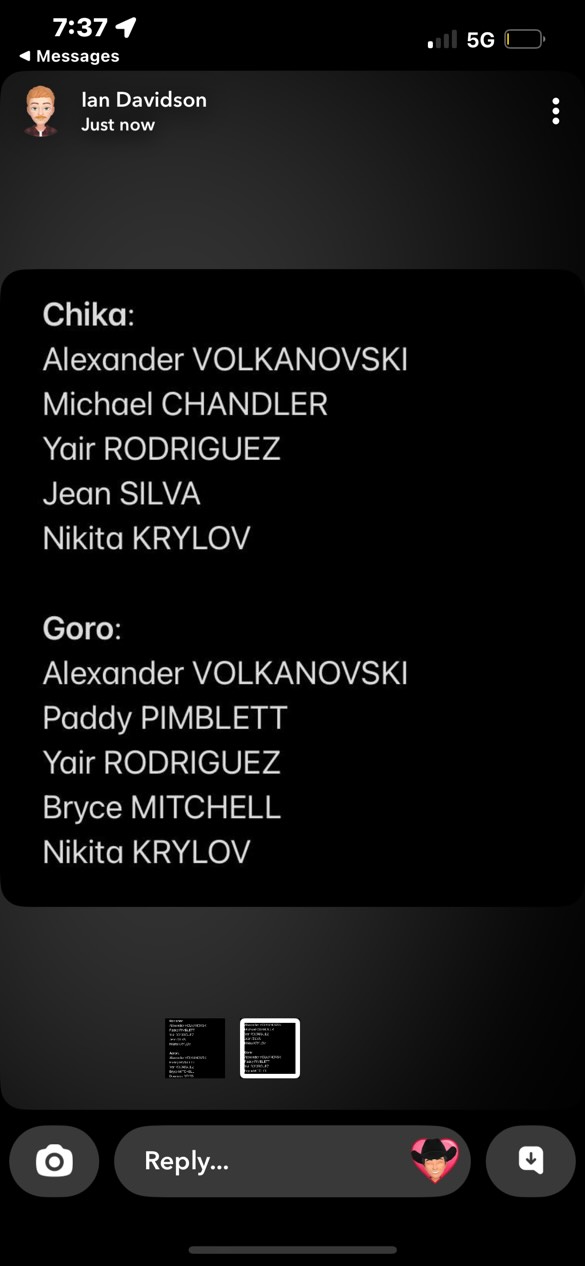 7:37
5G
Messages
Ian Davidson
Just now
Chika:
Alexander VOLKANOVSKI
Michael CHANDLER
Yair RODRIGUEZ
Jean SILVA
Nikita KRYLOV
Goro:
Alexander VOLKANOVSKI
Paddy PIMBLETT
Yair RODRIGUEZ
Bryce MITCHELL
Nikita KRYLOV
Reply...